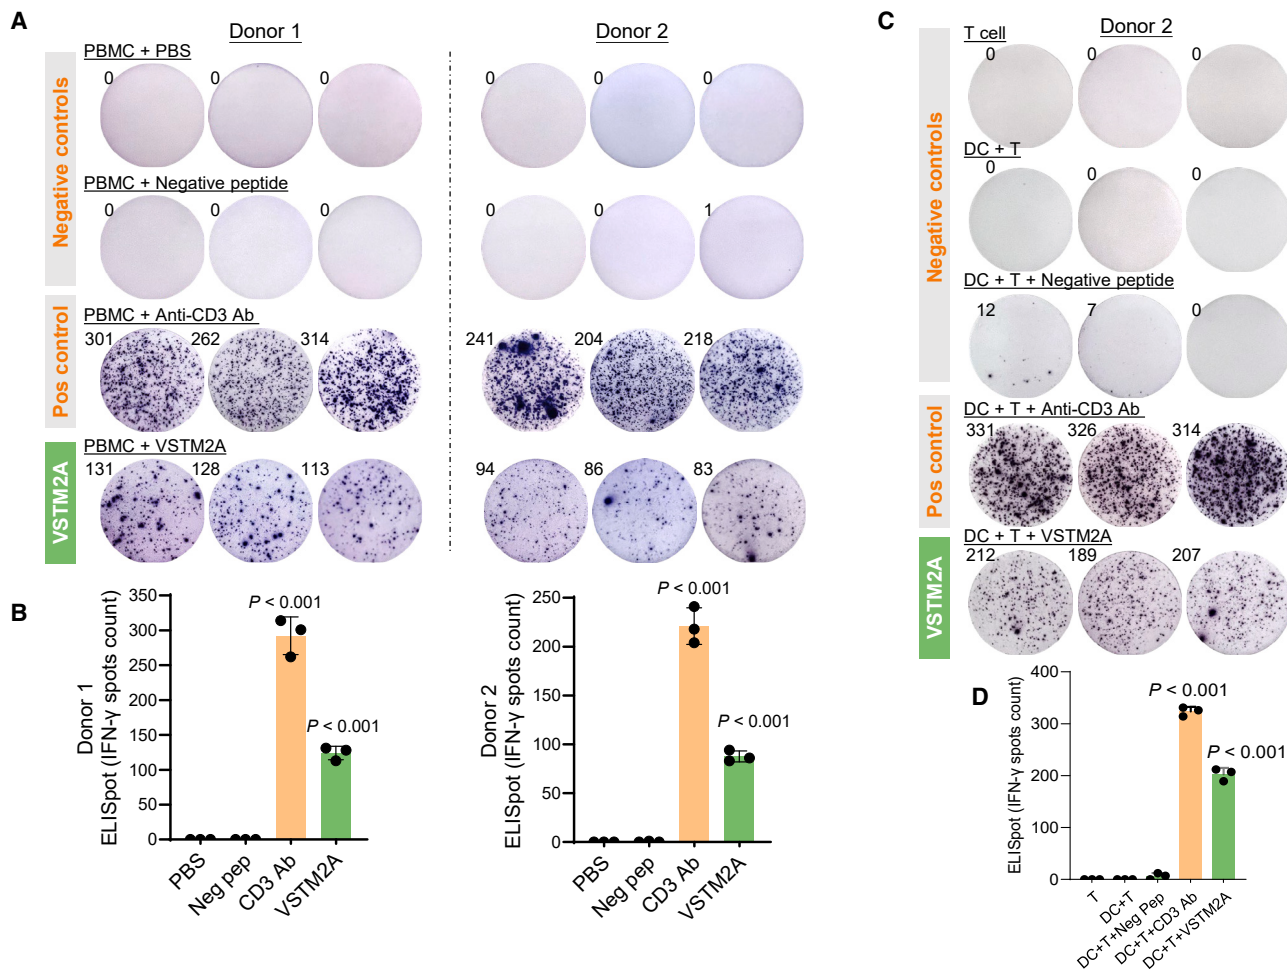 A
Donor 1
Donor 2
Negative controls
PBMC + PBS
0 0 0 0 0 0
PBMC + Negative peptide
0 0 0 0 0 1
Pos control
PBMC + Anti-CD3 Ab
301 262 314 241 204 218
VSTM2A
PBMC + VSTM2A
131 128 113 94 86 83
B
Donor 1
ELISpot (IFN-γ spots count)
350
300
250
200
150
100
50
0
P < 0.001
P < 0.001
PBS
Neg pep
CD3 Ab
VSTM2A
Donor 2
ELISpot (IFN-γ spots count)
250
200
150
100
50
0
P < 0.001
P < 0.001
PBS
Neg pep
CD3 Ab
VSTM2A
C
Donor 2
Negative controls
T cell
0 0 0
DC + T
0 0 0
DC + T + Negative peptide
12 7 0
Pos control
DC + T + Anti-CD3 Ab
331 326 314
VSTM2A
DC + T + VSTM2A
212 189 207
D
ELISpot (IFN-γ spots count)
400
300
200
100
0
P < 0.001
P < 0.001
T
DC+T
DC+T+Neg Pep
DC+T+CD3 Ab
DC+T+VSTM2A